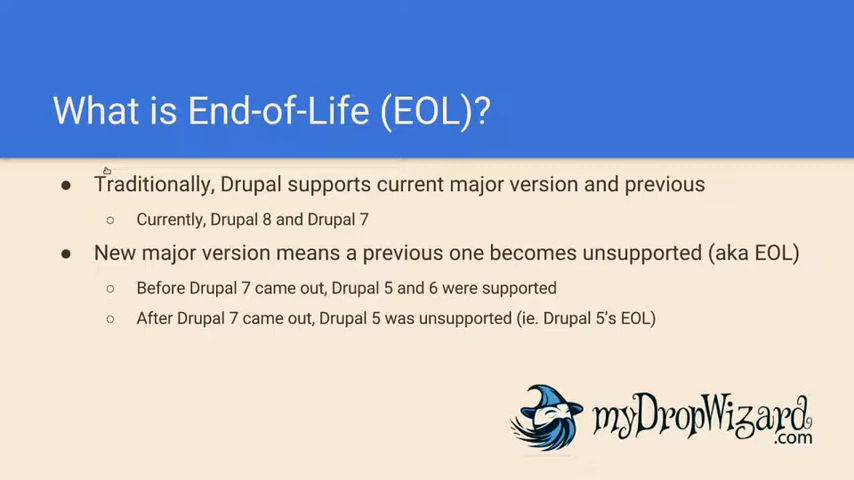 What is End-of-Life (EOL)?
● Traditionally, Drupal supports current major version and previous
○ Currently, Drupal 8 and Drupal 7
● New major version means a previous one becomes unsupported (aka EOL)
○ Before Drupal 7 came out, Drupal 5 and 6 were supported
○ After Drupal 7 came out, Drupal 5 was unsupported (ie. Drupal 5's EOL)
myDropWizard
.com